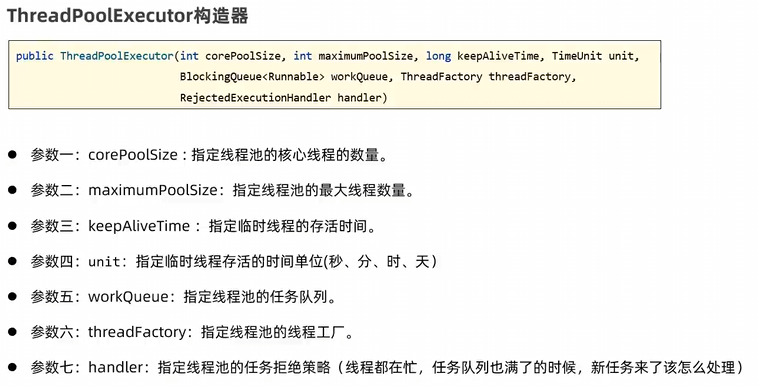 ThreadPoolExecutor构造器
public ThreadPoolExecutor(int corePoolSize, int maximumPoolSize, long keepAliveTime, TimeUnit unit,
BlockingQueue<Runnable> workQueue, ThreadFactory threadFactory,
RejectedExecutionHandler handler)
● 参数一：corePoolSize : 指定线程池的核心线程的数量。
● 参数二：maximumPoolSize：指定线程池的最大线程数量。
● 参数三：keepAliveTime ：指定临时线程的存活时间。
● 参数四：unit：指定临时线程存活的时间单位(秒、分、时、天）
● 参数五：workQueue：指定线程池的任务队列。
● 参数六：threadFactory：指定线程池的线程工厂。
● 参数七：handler：指定线程池的任务拒绝策略（线程都在忙，任务队列也满了的时候，新任务来了该怎么处理）